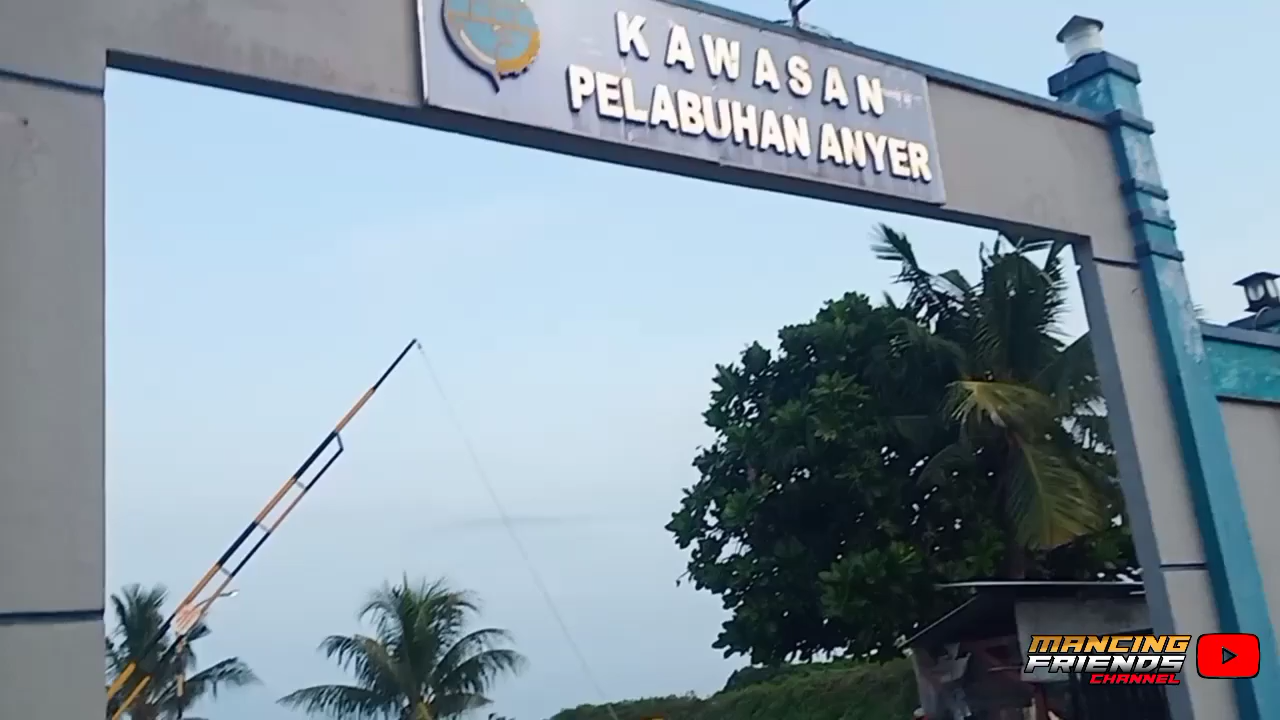 KAWASAN
PELABUHAN ANYER
MANCING
FRIENDS
CHANNEL